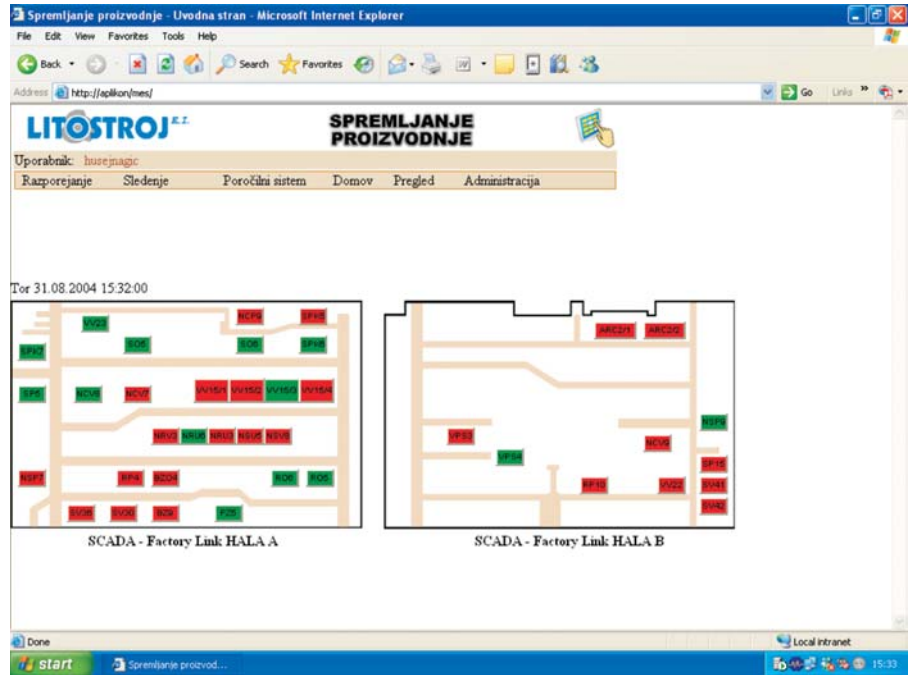 Spremljanje proizvodnje - Uvodna stran - Microsoft Internet Explorer
File Edit View Favorites Tools Help
Back Search Favorites
Address http://aplikon/mes/ Go Links »
LITOSTROJ E.I.
SPREMLJANJE
PROIZVODNJE
Uporabnik: husejnagic
Razporejanje Sledenje Poročilni sistem Domov Pregled Administracija
Tor 31.08.2004 15:32:00
VV23 NCP9 SPK5
SPK7 SO5 SO6 SPK6
SP5 NCV6 NCV7 VV15/1 VV15/2 VV15/3 VV15/4
NRV3 NRU6 NRU3 NSU5 NSV6
NSP7 RP4 BZO4 RO6 RO5
SV30 BZ9
SCADA - Factory Link HALA A
ARC2/1 ARC2/2
NSP9
VPS3 NCV9
VPS4 SP15
RP10 VV22 SV41
SV42
SCADA - Factory Link HALA B
Done Local intranet
start Spremljanje proizvod... 15:33